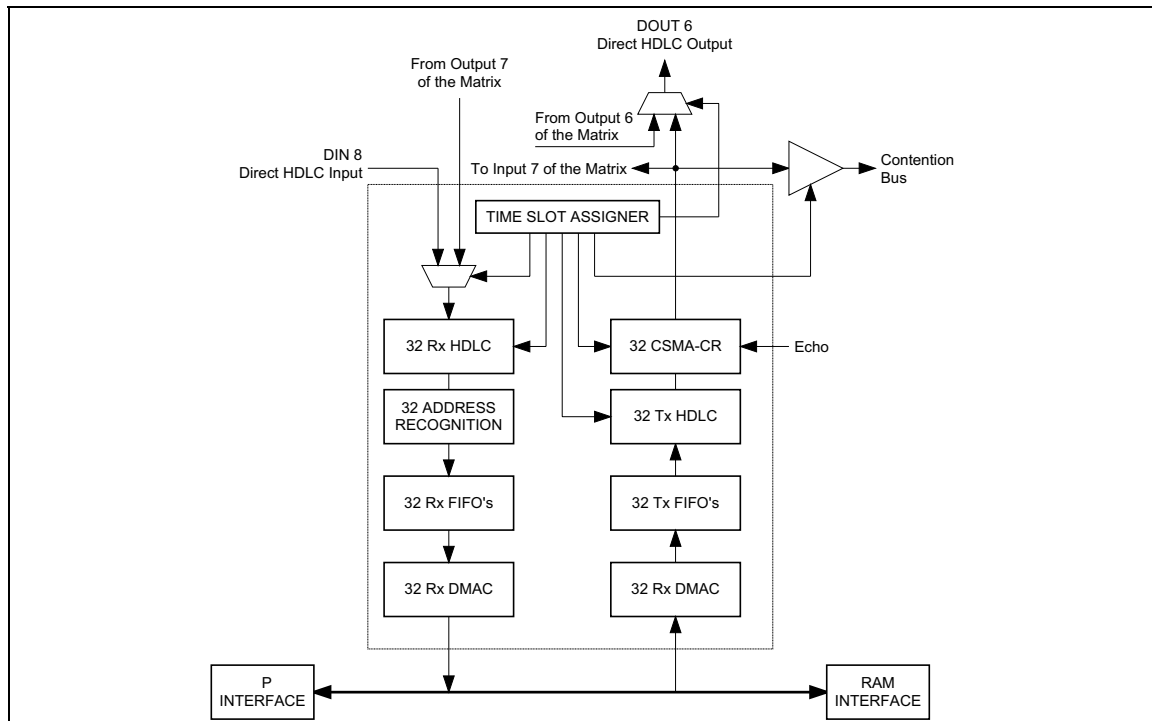 DOUT 6
Direct HDLC Output
From Output 7
of the Matrix
From Output 6
of the Matrix
DIN 8
Direct HDLC Input
To Input 7 of the Matrix
Contention
Bus
TIME SLOT ASSIGNER
32 Rx HDLC
32 CSMA-CR
Echo
32 ADDRESS
RECOGNITION
32 Tx HDLC
32 Rx FIFO's
32 Tx FIFO's
32 Rx DMAC
32 Rx DMAC
P
INTERFACE
RAM
INTERFACE